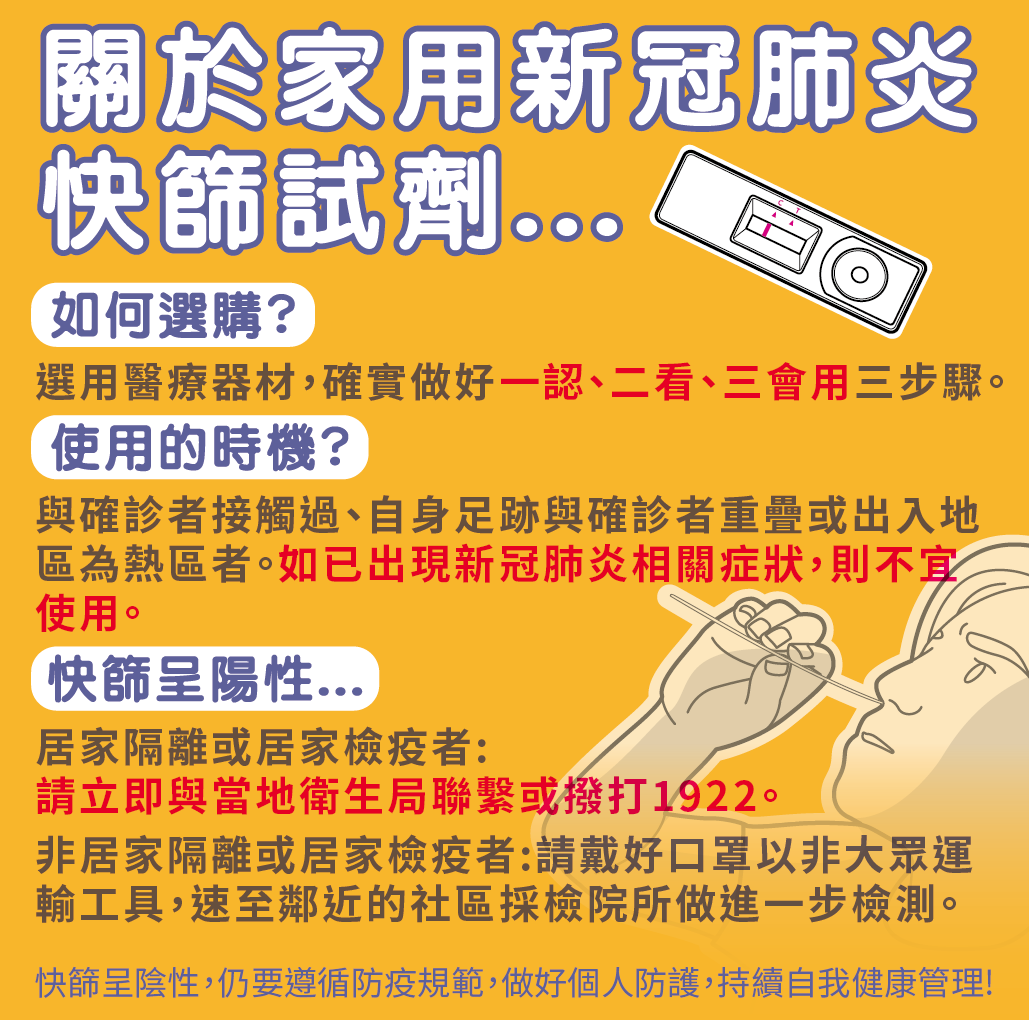 關於家用新冠肺炎
快篩試劑...
C T
如何選購?
選用醫療器材,確實做好一認、二看、三會用三步驟。
使用的時機?
與確診者接觸過、自身足跡與確診者重疊或出入地
區為熱區者。如已出現新冠肺炎相關症狀,則不宜
使用。
快篩呈陽性...
居家隔離或居家檢疫者:
請立即與當地衛生局聯繫或撥打1922。
非居家隔離或居家檢疫者:請戴好口罩以非大眾運
輸工具,速至鄰近的社區採檢院所做進一步檢測。
快篩呈陰性,仍要遵循防疫規範,做好個人防護,持續自我健康管理!